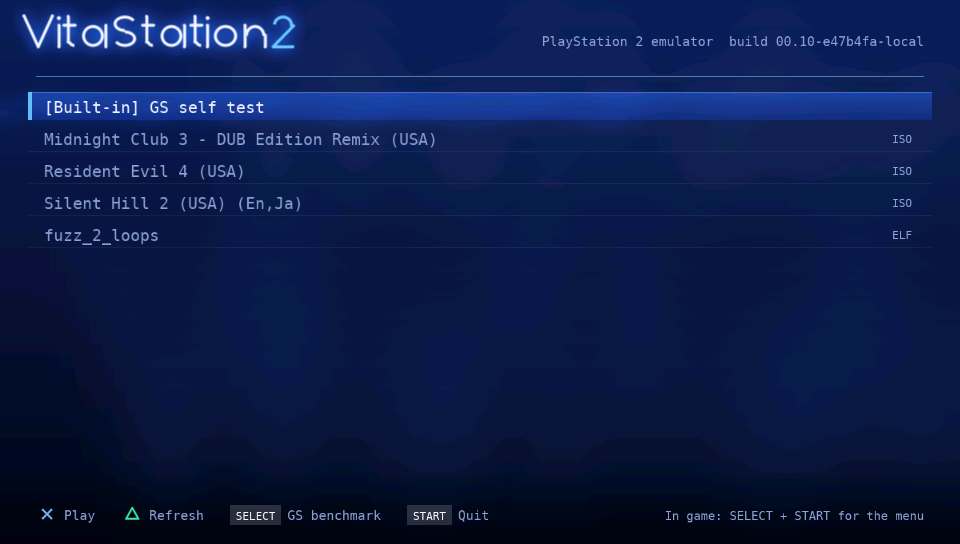 VitaStation2
PlayStation 2 emulator  build 00.10-e47b4fa-local
[Built-in] GS self test
Midnight Club 3 - DUB Edition Remix (USA) ISO
Resident Evil 4 (USA) ISO
Silent Hill 2 (USA) (En,Ja) ISO
fuzz_2_loops ELF
Play Refresh SELECT GS benchmark START Quit In game: SELECT + START for the menu